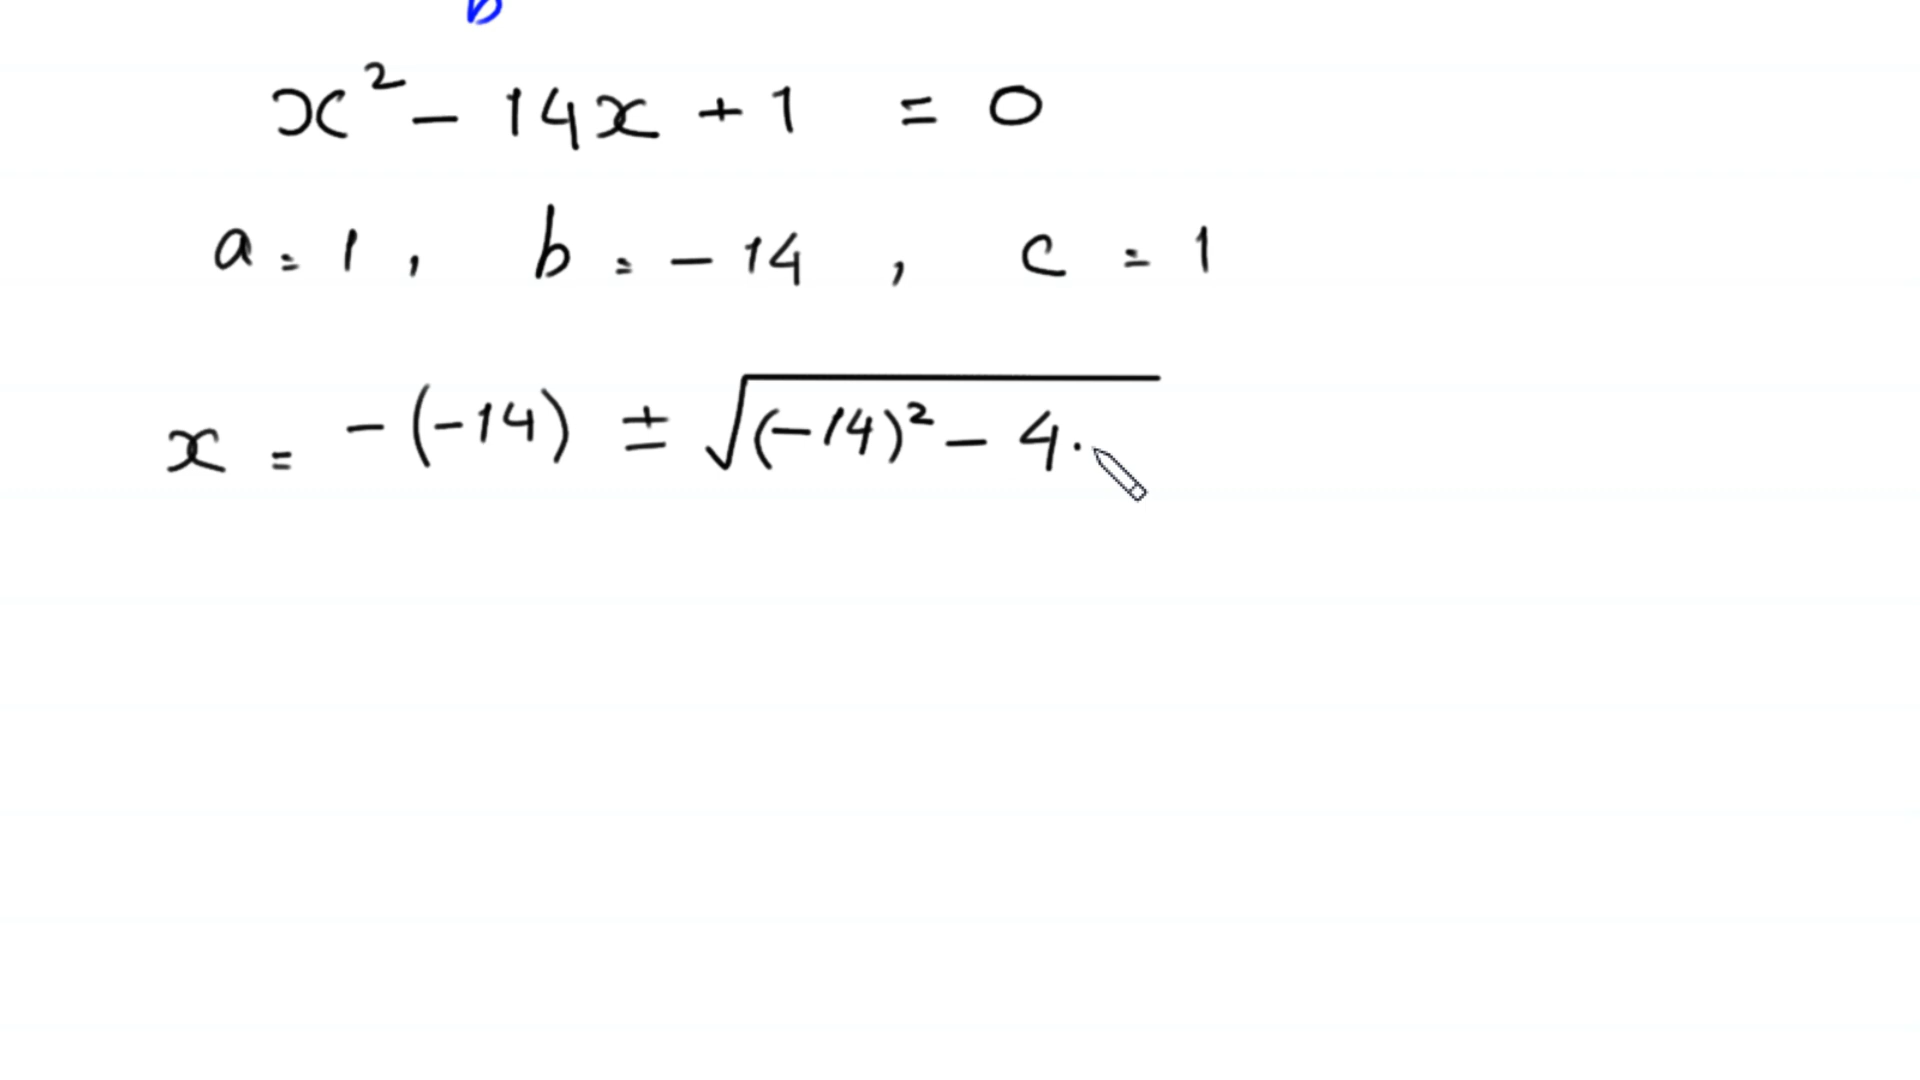 b
x² - 14x + 1 = 0
a = 1 , b = - 14 , c = 1
x = - (-14) ± √(-14)² - 4 ·